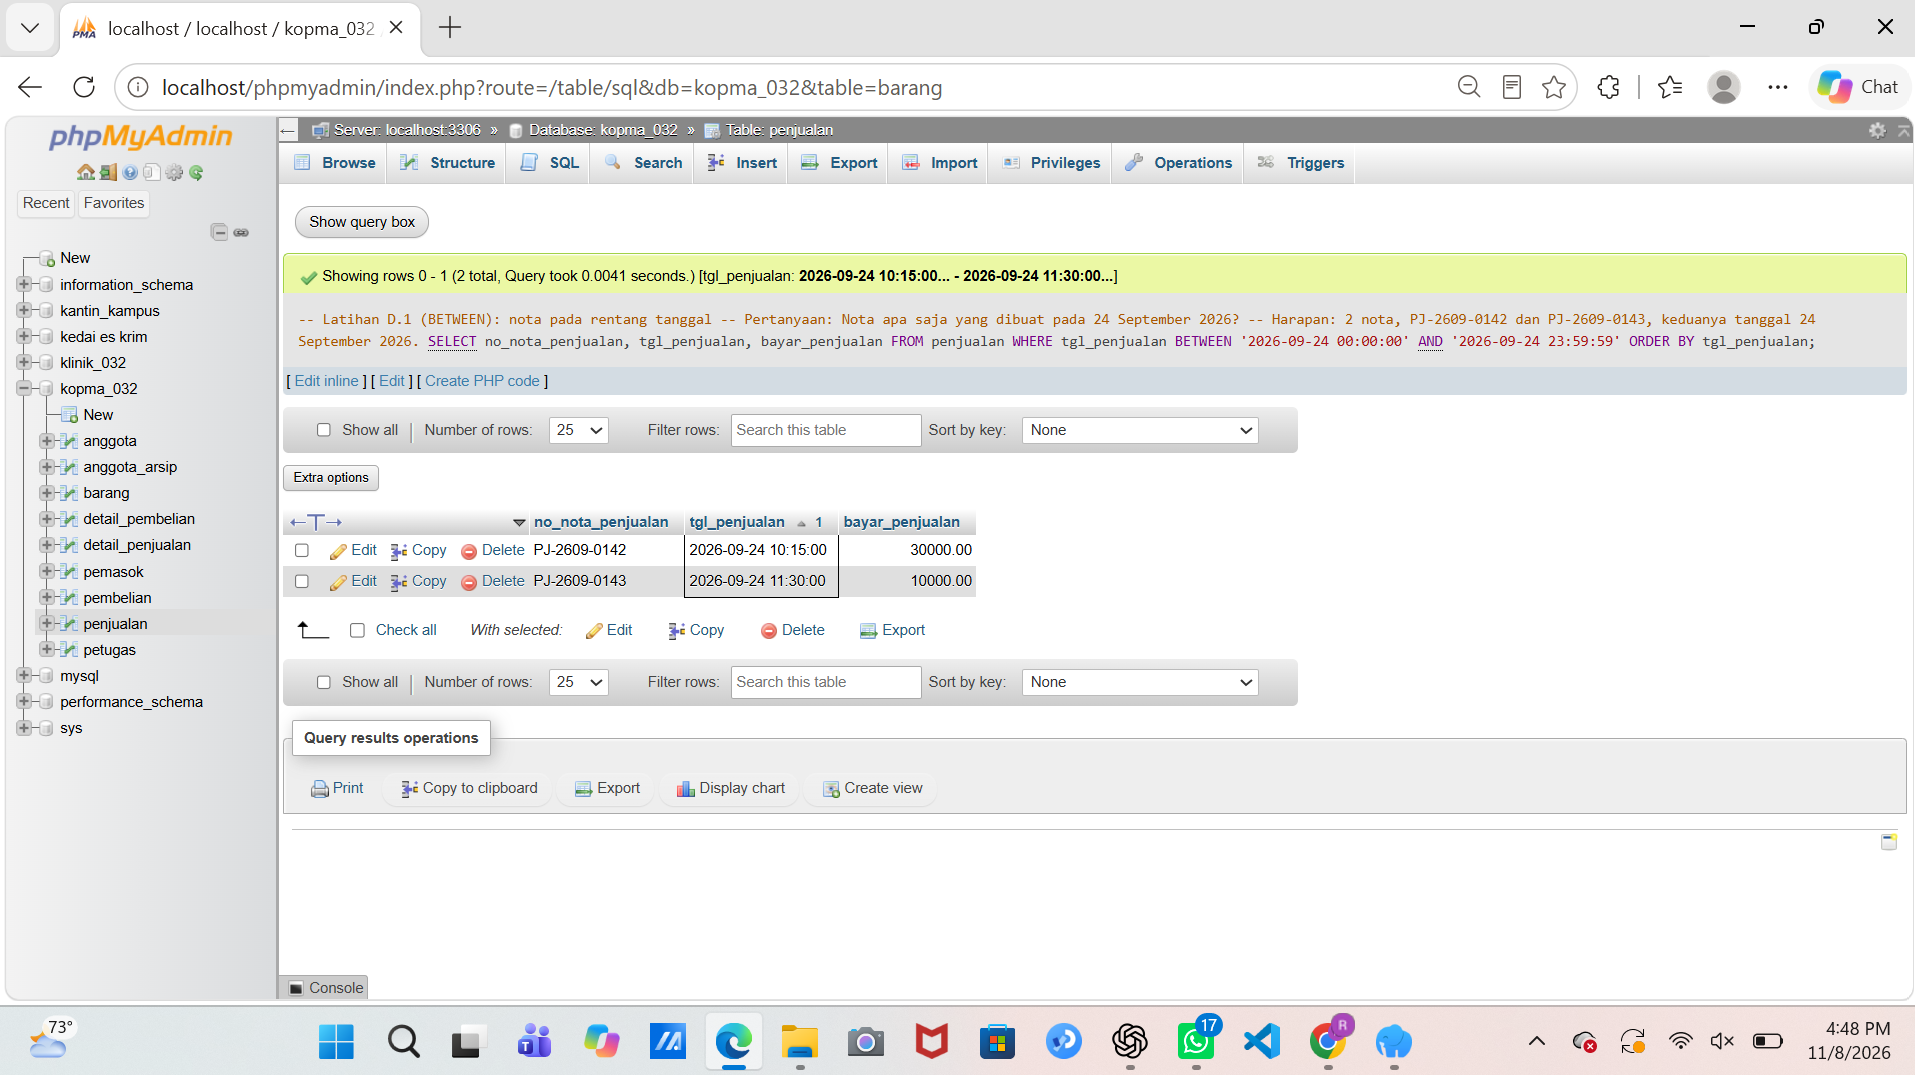 localhost / localhost / kopma_032
localhost/phpmyadmin/index.php?route=/table/sql&db=kopma_032&table=barang
Chat
phpMyAdmin
Recent
Favorites
New
information_schema
kantin_kampus
kedai es krim
klinik_032
kopma_032
New
anggota
anggota_arsip
barang
detail_pembelian
detail_penjualan
pemasok
pembelian
penjualan
petugas
mysql
performance_schema
sys
Server: localhost:3306 » Database: kopma_032 » Table: penjualan
Browse Structure SQL Search Insert Export Import Privileges Operations Triggers
Show query box
Showing rows 0 - 1 (2 total, Query took 0.0041 seconds.) [tgl_penjualan: 2026-09-24 10:15:00... - 2026-09-24 11:30:00...]
-- Latihan D.1 (BETWEEN): nota pada rentang tanggal -- Pertanyaan: Nota apa saja yang dibuat pada 24 September 2026? -- Harapan: 2 nota, PJ-2609-0142 dan PJ-2609-0143, keduanya tanggal 24
September 2026. SELECT no_nota_penjualan, tgl_penjualan, bayar_penjualan FROM penjualan WHERE tgl_penjualan BETWEEN '2026-09-24 00:00:00' AND '2026-09-24 23:59:59' ORDER BY tgl_penjualan;
[ Edit inline ] [ Edit ] [ Create PHP code ]
Show all | Number of rows: 25 Filter rows: Search this table Sort by key: None
Extra options
no_nota_penjualan tgl_penjualan 1 bayar_penjualan
Edit Copy Delete PJ-2609-0142 2026-09-24 10:15:00 30000.00
Edit Copy Delete PJ-2609-0143 2026-09-24 11:30:00 10000.00
Check all With selected: Edit Copy Delete Export
Show all | Number of rows: 25 Filter rows: Search this table Sort by key: None
Query results operations
Print Copy to clipboard Export Display chart Create view
Console
73°
17
R
4:48 PM
11/8/2026